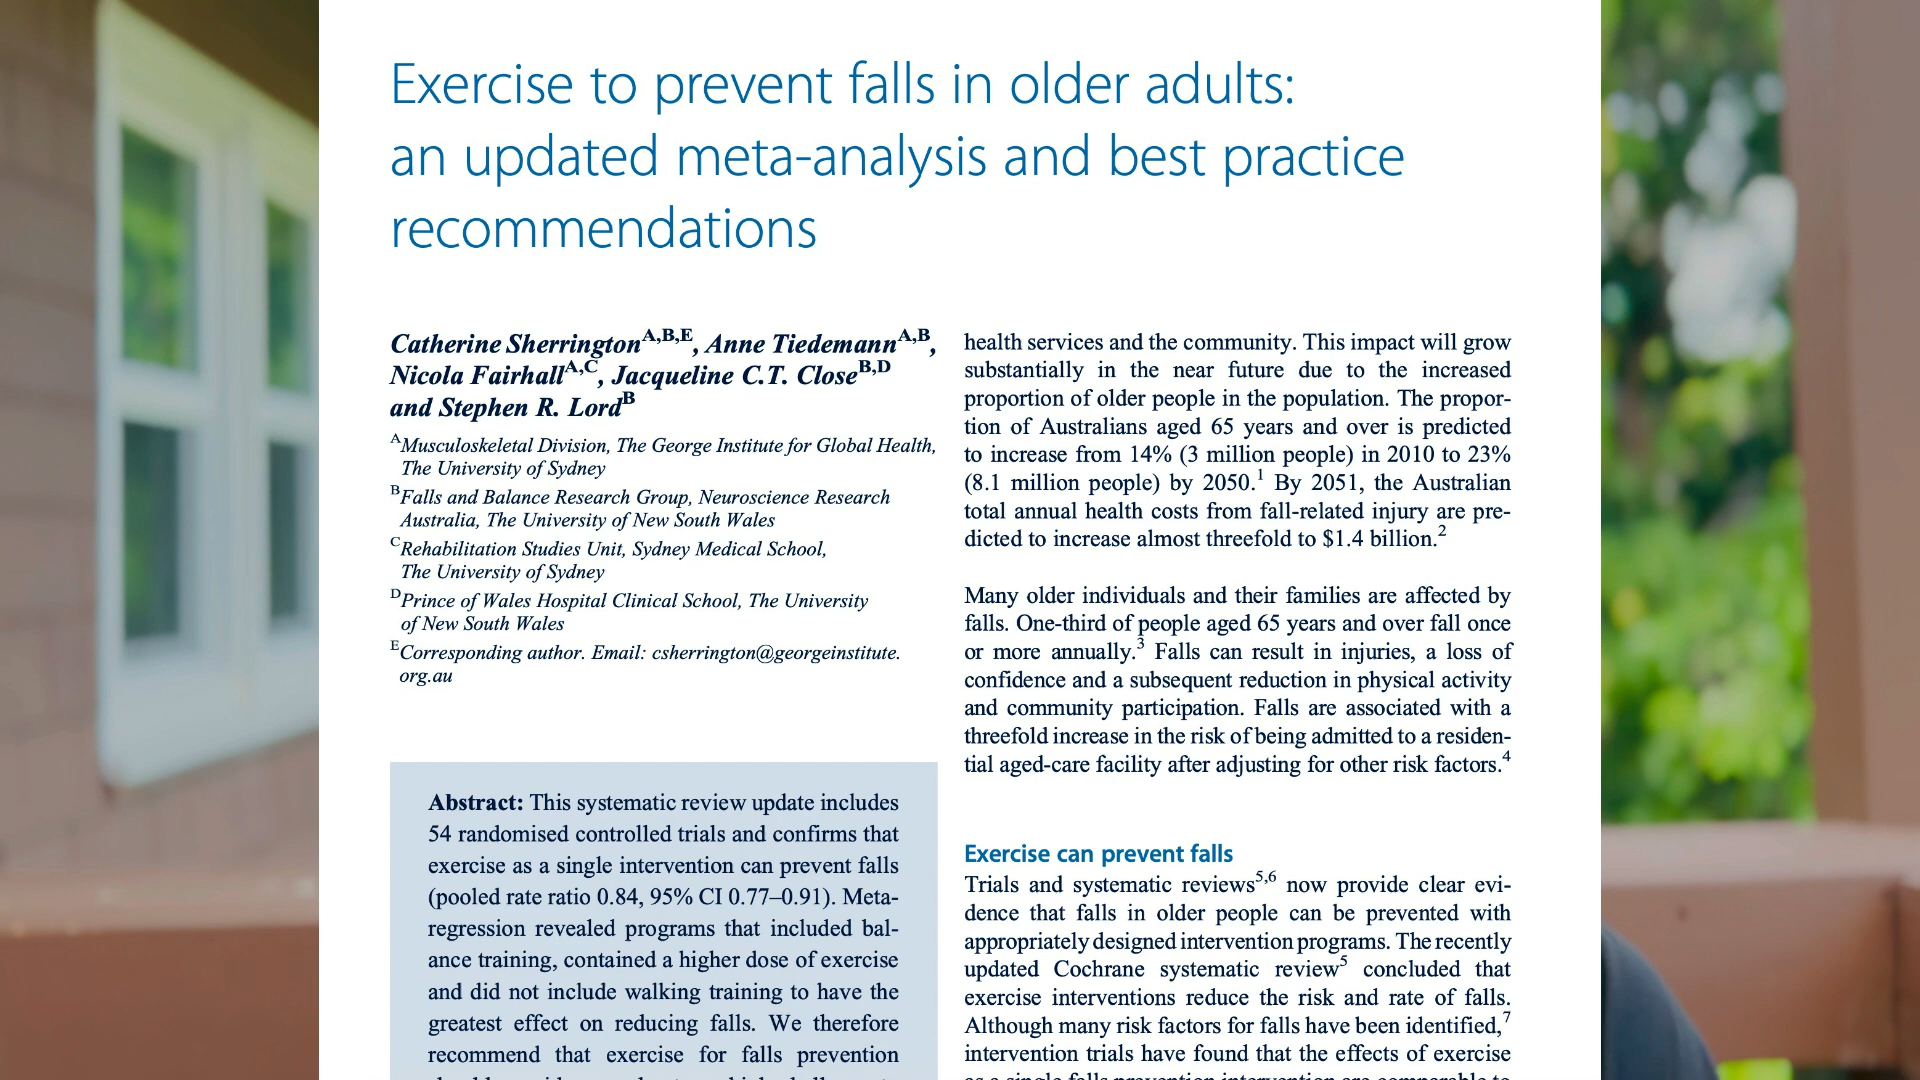 Exercise to prevent falls in older adults:
an updated meta-analysis and best practice
recommendations
Catherine Sherrington^A,B,E, Anne Tiedemann^A,B,
Nicola Fairhall^A,C, Jacqueline C.T. Close^B,D
and Stephen R. Lord^B
^A Musculoskeletal Division, The George Institute for Global Health,
The University of Sydney
^B Falls and Balance Research Group, Neuroscience Research
Australia, The University of New South Wales
^C Rehabilitation Studies Unit, Sydney Medical School,
The University of Sydney
^D Prince of Wales Hospital Clinical School, The University
of New South Wales
^E Corresponding author. Email: csherrington@georgeinstitute.
org.au
Abstract: This systematic review update includes
54 randomised controlled trials and confirms that
exercise as a single intervention can prevent falls
(pooled rate ratio 0.84, 95% CI 0.77–0.91). Meta-
regression revealed programs that included bal-
ance training, contained a higher dose of exercise
and did not include walking training to have the
greatest effect on reducing falls. We therefore
recommend that exercise for falls prevention
health services and the community. This impact will grow
substantially in the near future due to the increased
proportion of older people in the population. The propor-
tion of Australians aged 65 years and over is predicted
to increase from 14% (3 million people) in 2010 to 23%
(8.1 million people) by 2050.^1 By 2051, the Australian
total annual health costs from fall-related injury are pre-
dicted to increase almost threefold to $1.4 billion.^2
Many older individuals and their families are affected by
falls. One-third of people aged 65 years and over fall once
or more annually.^3 Falls can result in injuries, a loss of
confidence and a subsequent reduction in physical activity
and community participation. Falls are associated with a
threefold increase in the risk of being admitted to a residen-
tial aged-care facility after adjusting for other risk factors.^4
Exercise can prevent falls
Trials and systematic reviews^5,6 now provide clear evi-
dence that falls in older people can be prevented with
appropriately designed intervention programs. The recently
updated Cochrane systematic review^5 concluded that
exercise interventions reduce the risk and rate of falls.
Although many risk factors for falls have been identified,^7
intervention trials have found that the effects of exercise
as a single falls prevention intervention are comparable to